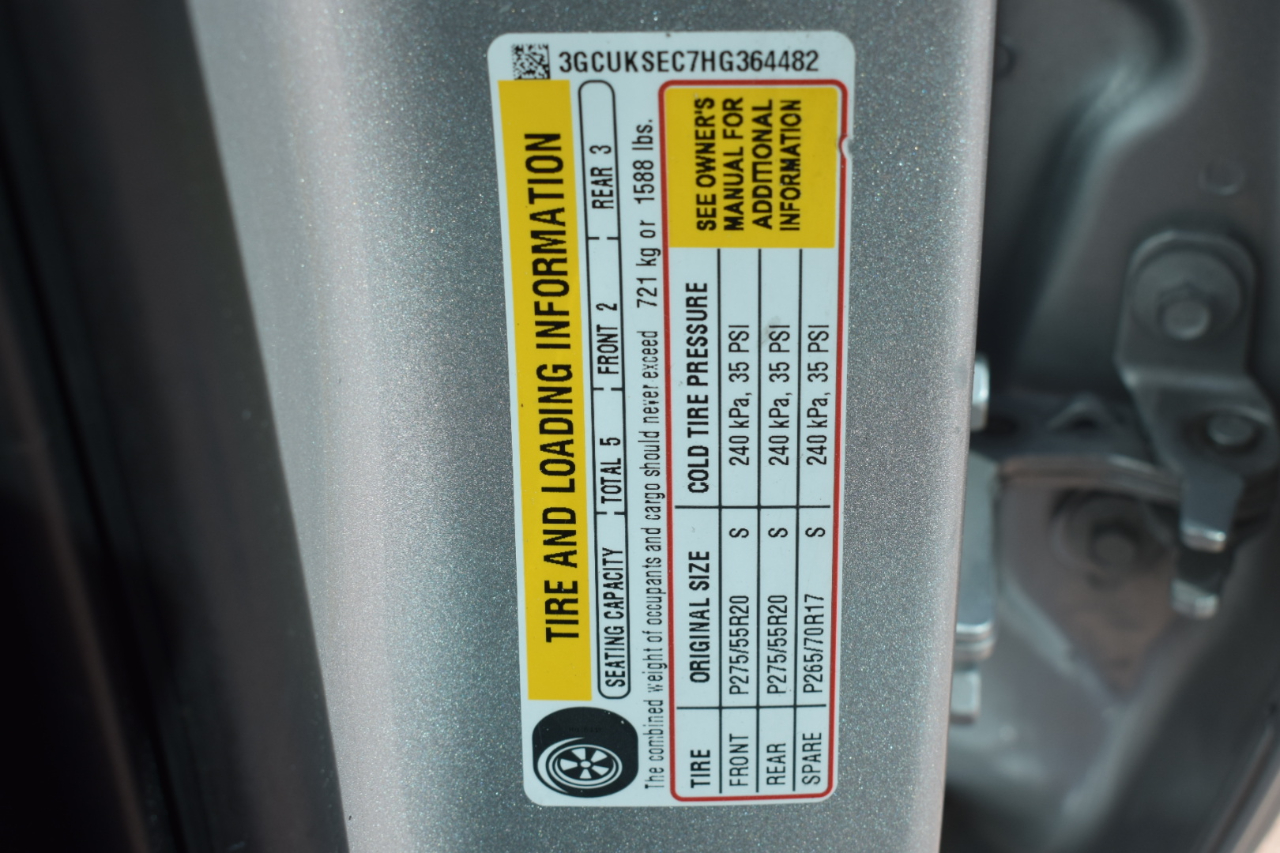 3GCUKSEC7HG364482
TIRE AND LOADING INFORMATION
SEATING CAPACITY TOTAL 5 FRONT 2 REAR 3
The combined weight of occupants and cargo should never exceed 721 kg or 1588 lbs.
TIRE ORIGINAL SIZE COLD TIRE PRESSURE
FRONT P275/55R20 S 240 kPa, 35 PSI
REAR P275/55R20 S 240 kPa, 35 PSI
SPARE P265/70R17 S 240 kPa, 35 PSI
SEE OWNER'S
MANUAL FOR
ADDITIONAL
INFORMATION